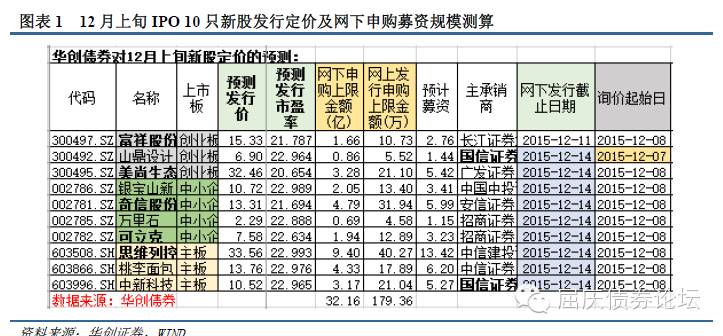 图表 1 12 月上旬 IPO 10 只新股发行定价及网下申购募资规模测算
华创债券对12月上旬新股定价的预测：
代码 名称 上市板 预测发行价 预测发行市盈率 网下申购上限金额(亿) 网上发行申购上限金额(万) 预计募资 主承销商 网下发行截止日期 询价起始日
300497.SZ 富祥股份 创业板 15.33 21.787 1.66 10.73 2.76 长江证券 2015-12-11 2015-12-08
300492.SZ 山鼎设计 创业板 6.90 22.964 0.86 5.52 1.44 国信证券 2015-12-14 2015-12-07
300495.SZ 美尚生态 创业板 32.46 20.654 3.28 21.10 5.42 广发证券 2015-12-14 2015-12-08
002786.SZ 银宝山新 中小企 10.72 22.989 2.05 13.40 3.41 中国中投 2015-12-14 2015-12-08
002781.SZ 奇信股份 中小企 13.31 21.694 4.79 31.94 5.99 安信证券 2015-12-14 2015-12-08
002785.SZ 万里石 中小企 2.29 22.888 0.69 4.58 1.15 招商证券 2015-12-14 2015-12-08
002782.SZ 可立克 中小企 7.58 22.634 1.94 12.89 3.23 招商证券 2015-12-14 2015-12-08
603508.SH 思维列控 主板 33.56 22.993 9.40 40.27 13.42 中信建投 2015-12-14 2015-12-08
603866.SH 桃李面包 主板 13.76 22.976 4.33 17.89 6.20 中信证券 2015-12-14 2015-12-08
603996.SH 中新科技 主板 10.52 22.965 3.17 21.04 5.27 国信证券 2015-12-14 2015-12-08
数据来源：华创债券 32.16 179.36
屈庆债券论坛
资料来源：华创证券，WIND